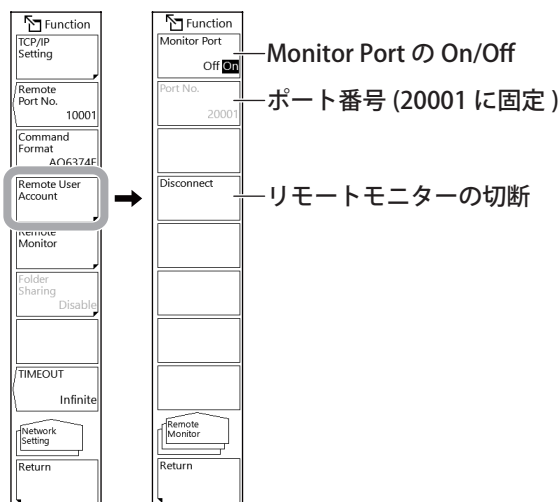 Function
TCP/IP
Setting
Remote
Port No.
10001
Command
Format
AQ6374E
Remote User
Account
Remote
Monitor
Folder
Sharing
Disable
TIMEOUT
Infinite
Network
Setting
Return
Function
Monitor Port
Off On
Port No.
20001
Disconnect
Remote
Monitor
Return
Monitor Port の On/Off
ポート番号 (20001 に固定 )
リモートモニターの切断